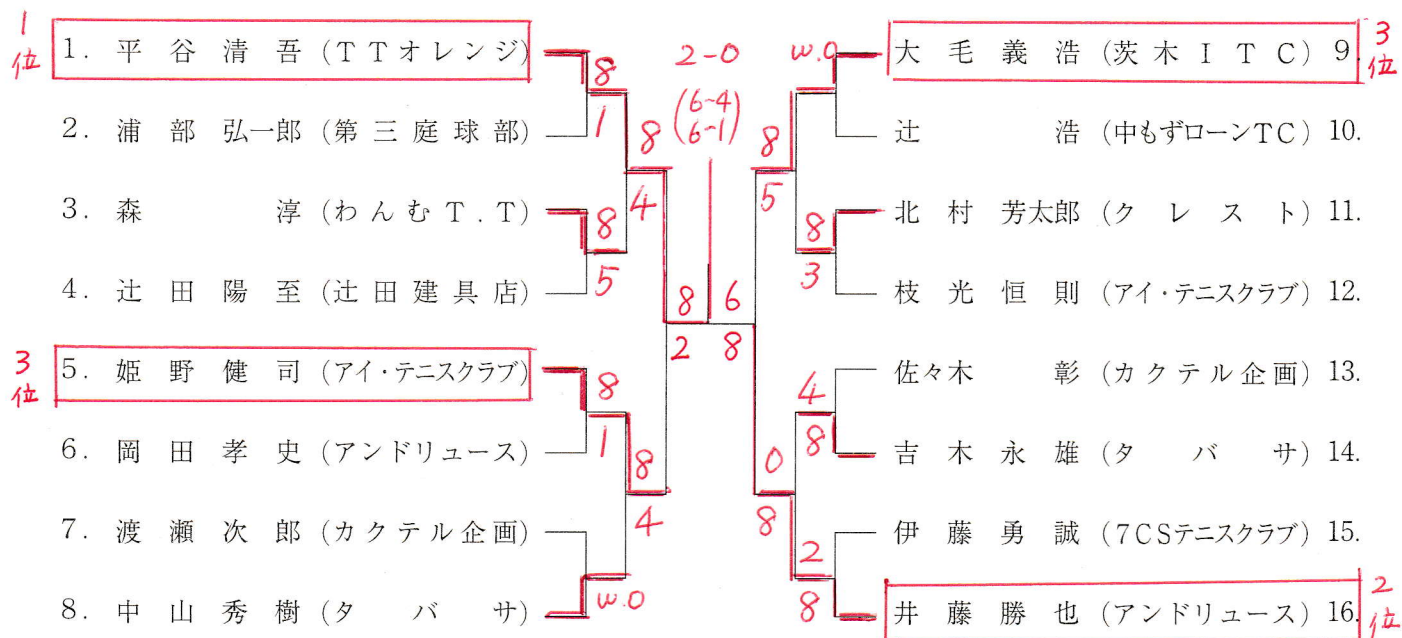 1位
1. 平谷清吾 (TTオレンジ)
2. 浦部弘一郎 (第三庭球部)
3. 森淳 (わんむT.T)
4. 辻田陽至 (辻田建具店)
3位
5. 姫野健司 (アイ・テニスクラブ)
6. 岡田孝史 (アンドリュース)
7. 渡瀬次郎 (カクテル企画)
8. 中山秀樹 (タバサ)
8
1
8
5
8
1
w.o
8
4
8
4
8
2
2-0
(6-4
6-1)
6
8
8
5
0
8
w.o
8
3
4
8
2
8
大毛義浩 (茨木ITC) 9.
3位
辻浩 (中もずローンTC) 10.
北村芳太郎 (クレスト) 11.
枝光恒則 (アイ・テニスクラブ) 12.
佐々木彰 (カクテル企画) 13.
吉木永雄 (タバサ) 14.
伊藤勇誠 (7CSテニスクラブ) 15.
井藤勝也 (アンドリュース) 16.
2位